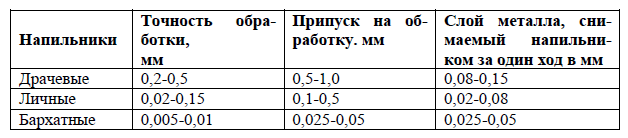 Напильники
Точность обра-
ботки,
мм
Припуск на об-
работку. мм
Слой металла, сни-
маемый напильни-
ком за один ход в мм
Драчевые 0,2-0,5 0,5-1,0 0,08-0,15
Личные 0,02-0,15 0,1-0,5 0,02-0,08
Бархатные 0,005-0,01 0,025-0,05 0,025-0,05